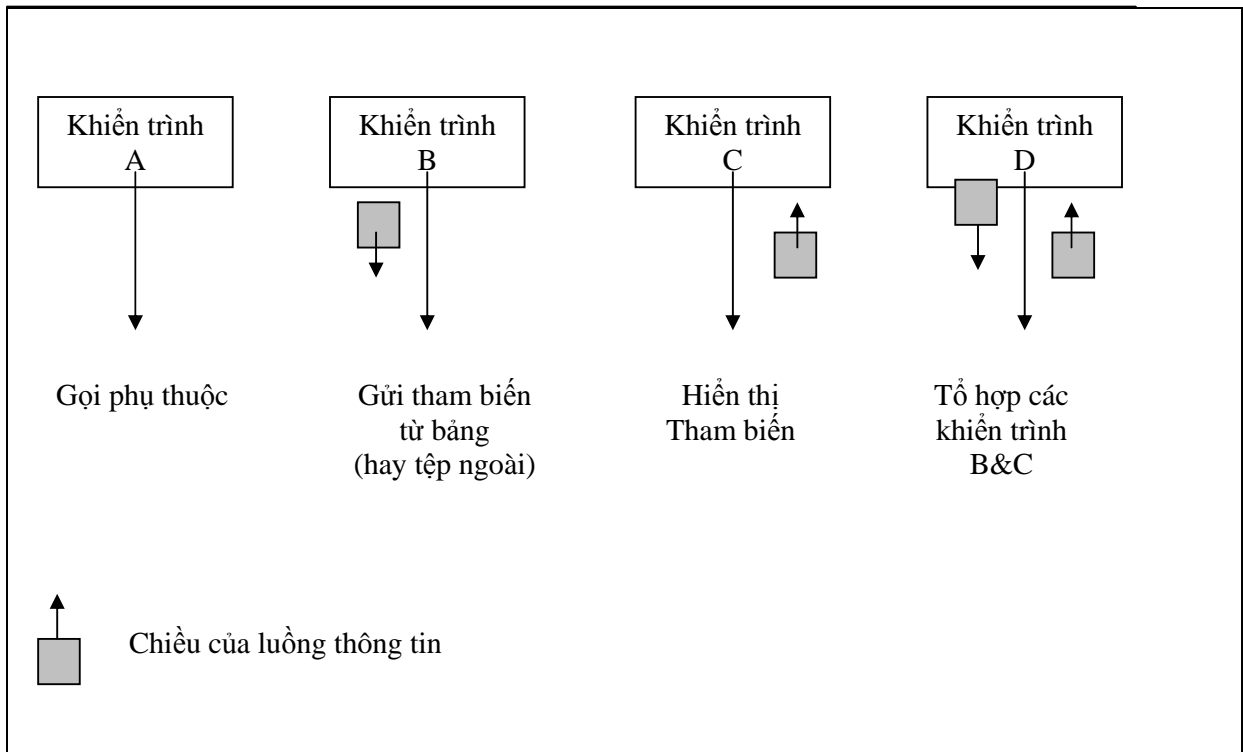 Khiển trình
A
Khiển trình
B
Khiển trình
C
Khiển trình
D
Gọi phụ thuộc
Gửi tham biến
từ bảng
(hay tệp ngoài)
Hiển thị
Tham biến
Tổ hợp các
khiển trình
B&C
Chiều của luồng thông tin